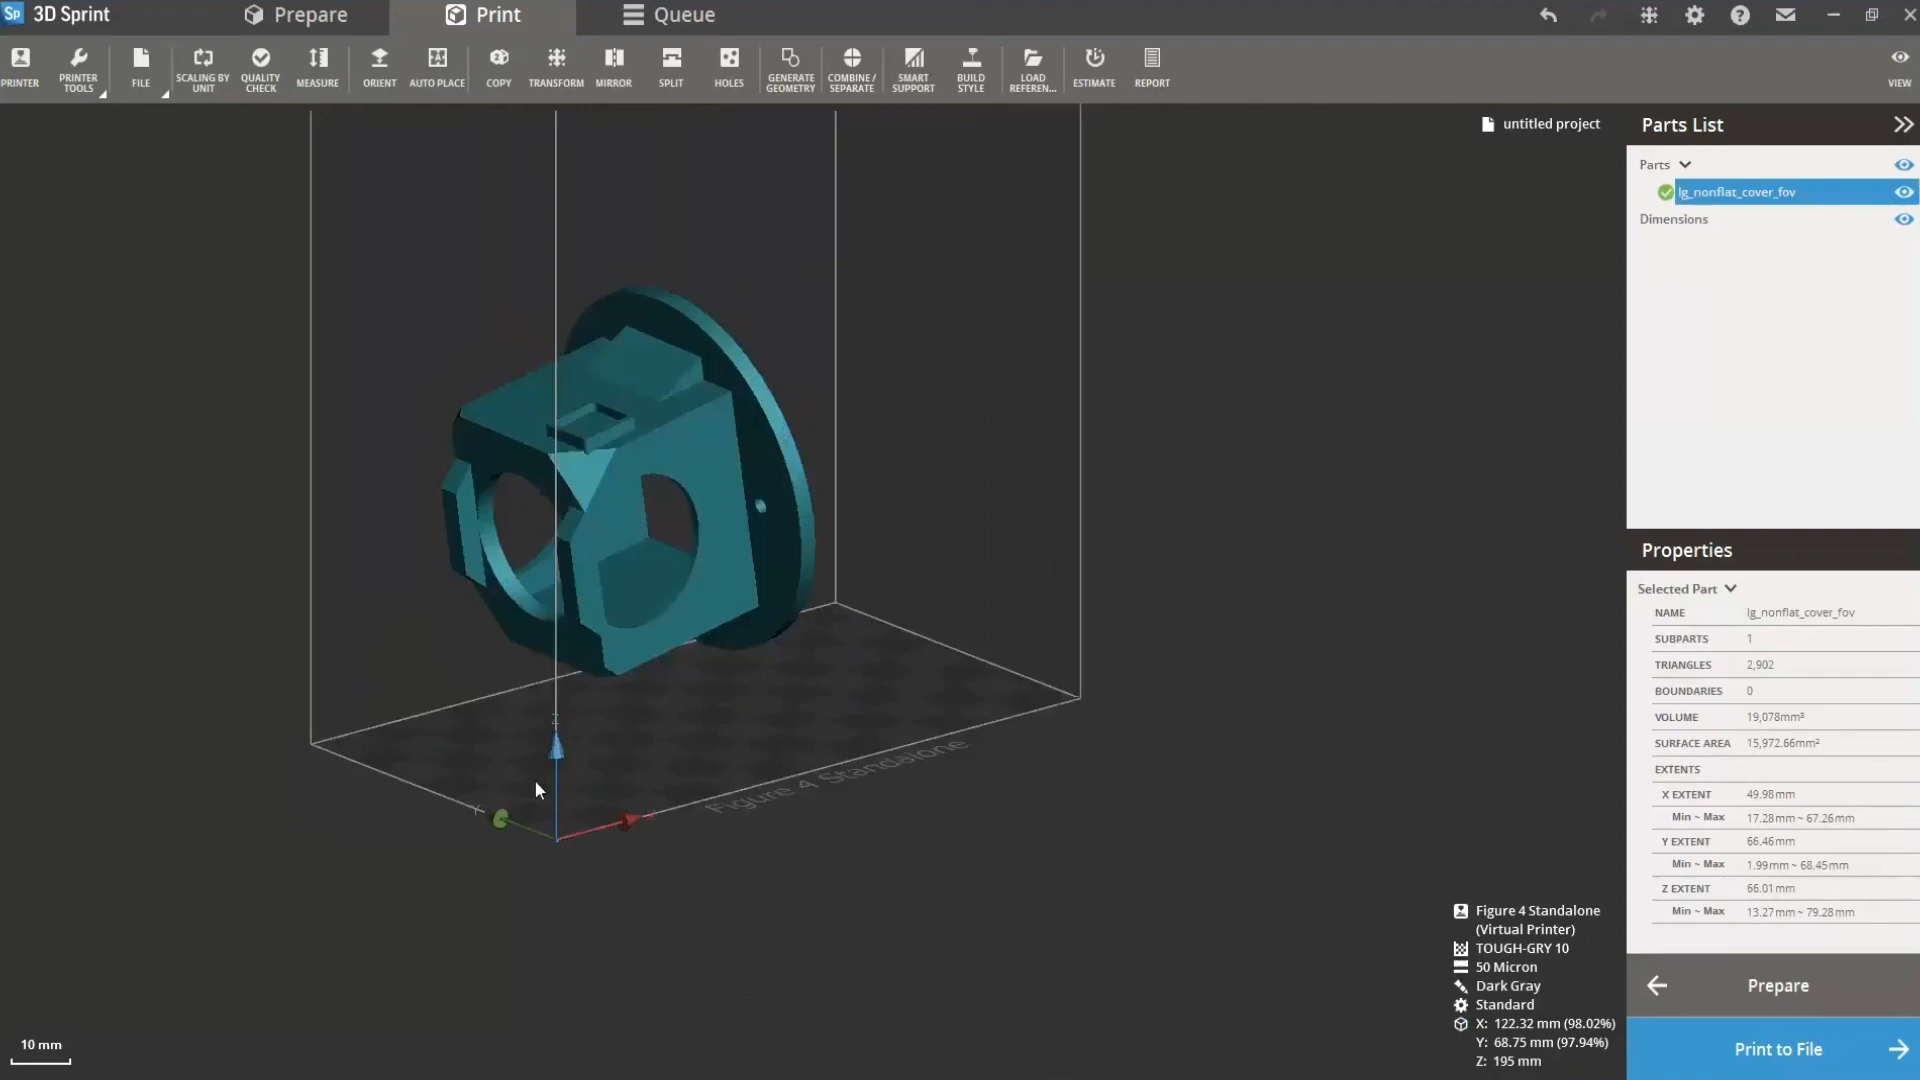 Sp 3D Sprint
Prepare
Print
Queue
PRINTER
PRINTER TOOLS
FILE
SCALING BY UNIT
QUALITY CHECK
MEASURE
ORIENT
AUTO PLACE
COPY
TRANSFORM
MIRROR
SPLIT
HOLES
GENERATE GEOMETRY
COMBINE / SEPARATE
SMART SUPPORT
BUILD STYLE
LOAD REFEREN...
ESTIMATE
REPORT
VIEW
untitled project
Parts List
Parts
lg_nonflat_cover_fov
Dimensions
Properties
Selected Part
NAME lg_nonflat_cover_fov
SUBPARTS 1
TRIANGLES 2,902
BOUNDARIES 0
VOLUME 19,078mm³
SURFACE AREA 15,972.66mm²
EXTENTS
X EXTENT 49.98mm
Min ~ Max 17.28mm ~ 67.26mm
Y EXTENT 66.46mm
Min ~ Max 1.99mm ~ 68.45mm
Z EXTENT 66.01mm
Min ~ Max 13.27mm ~ 79.28mm
Z
Y
X
Figure 4 Standalone
Figure 4 Standalone
(Virtual Printer)
TOUGH-GRY 10
50 Micron
Dark Gray
Standard
X: 122.32 mm (98.02%)
Y: 68.75 mm (97.94%)
Z: 195 mm
10 mm
Prepare
Print to File